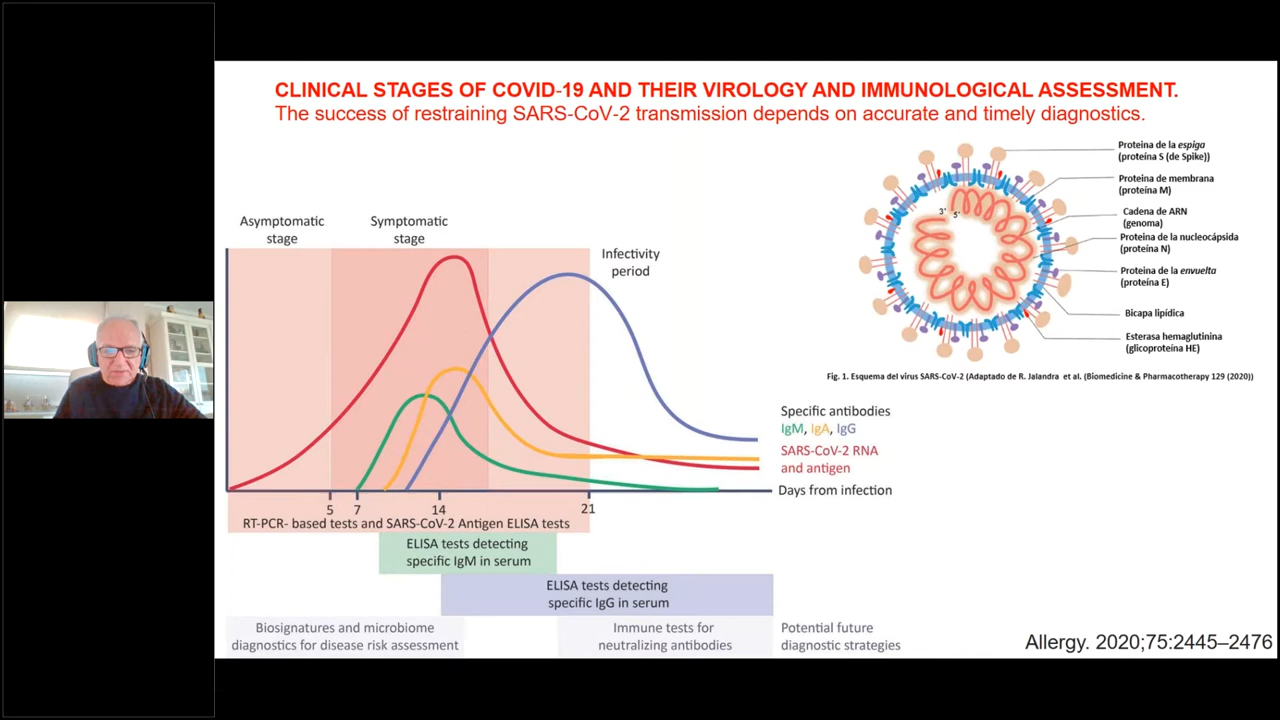 CLINICAL STAGES OF COVID-19 AND THEIR VIROLOGY AND IMMUNOLOGICAL ASSESSMENT.
The success of restraining SARS-CoV-2 transmission depends on accurate and timely diagnostics.
Proteina de la espiga
(proteína S (de Spike))
Proteina de membrana
(proteína M)
Cadena de ARN
(genoma)
Proteina de la nucleocápsida
(proteína N)
Proteina de la envuelta
(proteína E)
Bicapa lipídica
Esterasa hemaglutinina
(glicoproteína HE)
3'
5'
Fig. 1. Esquema del virus SARS-CoV-2 (Adaptado de R. Jalandra et al. (Biomedicine & Pharmacotherapy 129 (2020))
Asymptomatic
stage
Symptomatic
stage
Infectivity
period
Specific antibodies
IgM, IgA, IgG
SARS-CoV-2 RNA
and antigen
Days from infection
5 7 14 21
RT-PCR- based tests and SARS-CoV-2 Antigen ELISA tests
ELISA tests detecting
specific IgM in serum
ELISA tests detecting
specific IgG in serum
Biosignatures and microbiome
diagnostics for disease risk assessment
Immune tests for
neutralizing antibodies
Potential future
diagnostic strategies
Allergy. 2020;75:2445–2476